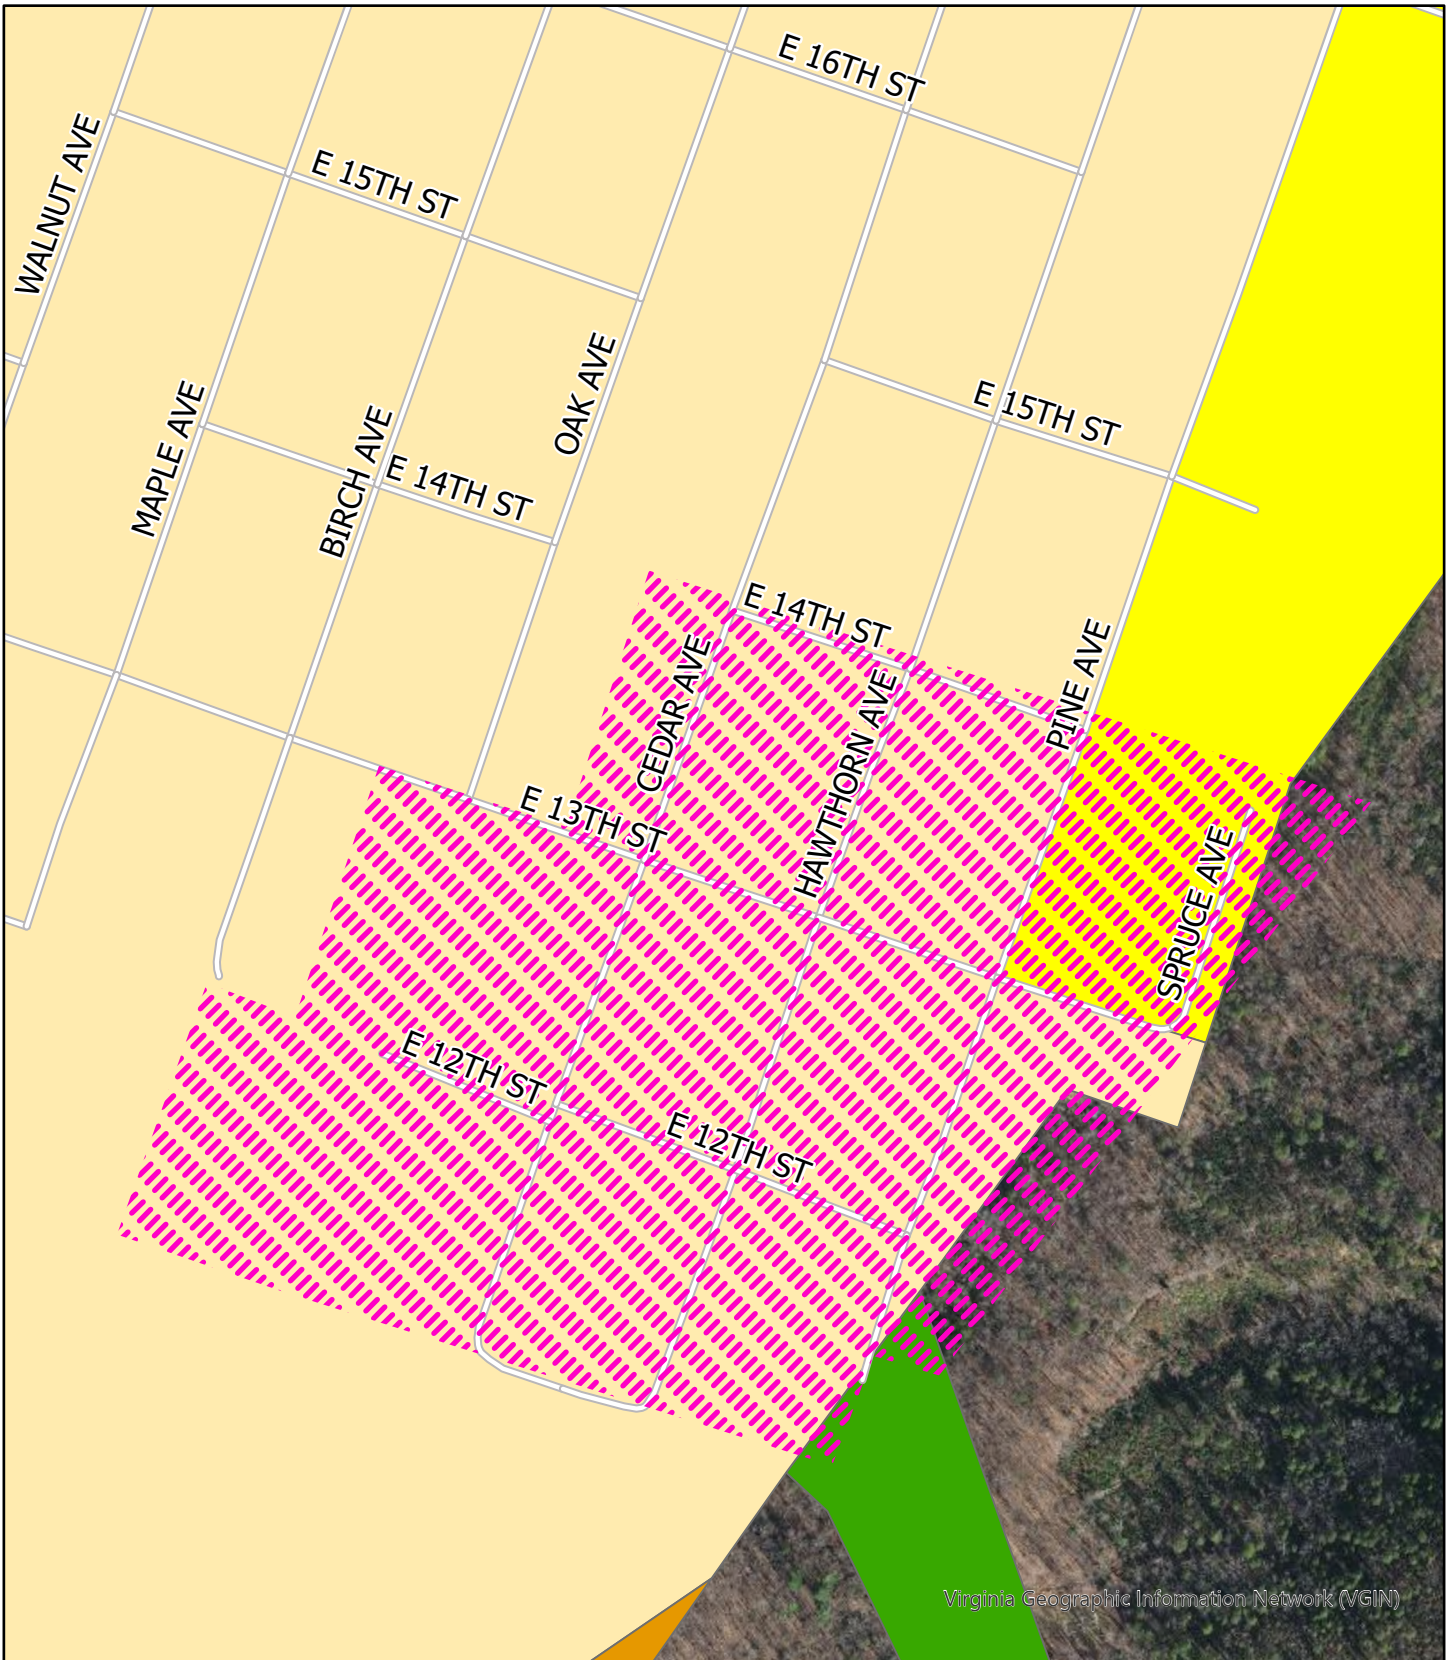 E 16TH ST
WALNUT AVE
E 15TH ST
OAK AVE
MAPLE AVE
BIRCH AVE
E 14TH ST
E 15TH ST
E 14TH ST
CEDAR AVE
HAWTHORN AVE
PINE AVE
E 13TH ST
SPRUCE AVE
E 12TH ST
E 12TH ST
Virginia Geographic Information Network (VGIN)